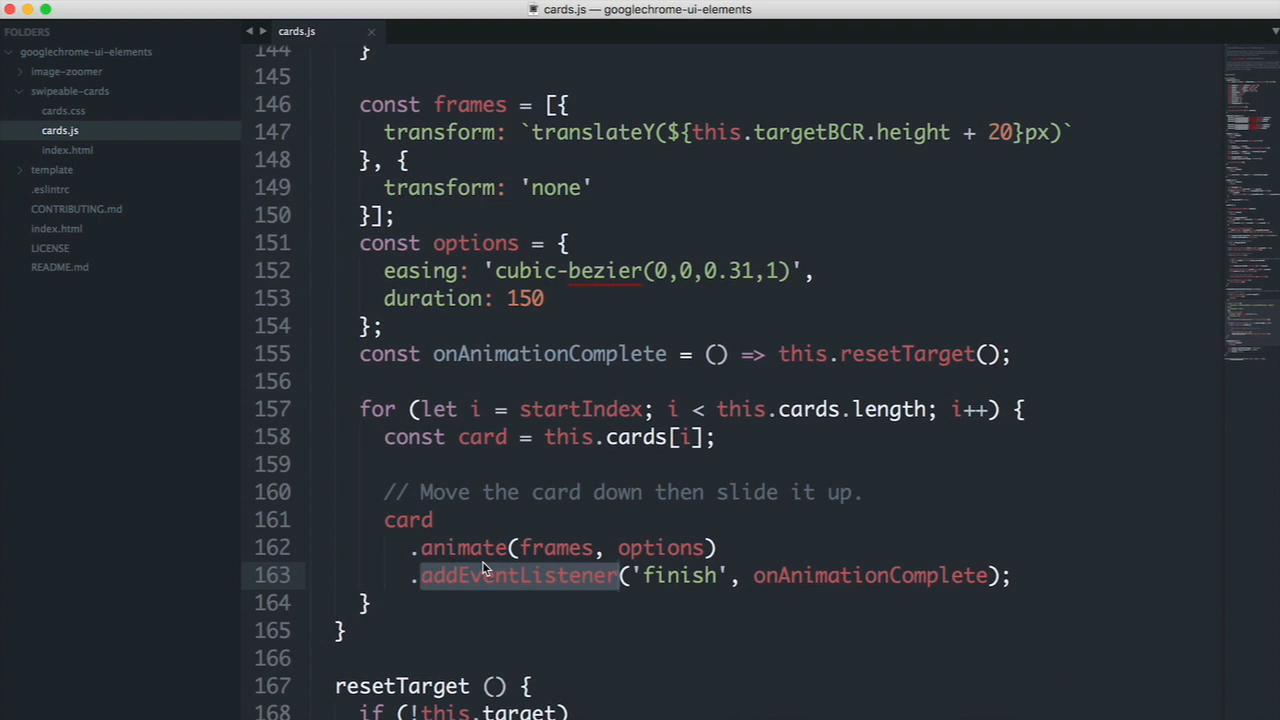 cards.js — googlechrome-ui-elements
FOLDERS
googlechrome-ui-elements
image-zoomer
swipeable-cards
cards.css
cards.js
index.html
template
.eslintrc
CONTRIBUTING.md
index.html
LICENSE
README.md
cards.js
144 }
145
146 const frames = [{
147 transform: `translateY(${this.targetBCR.height + 20}px)`
148 }, {
149 transform: 'none'
150 }];
151 const options = {
152 easing: 'cubic-bezier(0,0,0.31,1)',
153 duration: 150
154 };
155 const onAnimationComplete = () => this.resetTarget();
156
157 for (let i = startIndex; i < this.cards.length; i++) {
158 const card = this.cards[i];
159
160 // Move the card down then slide it up.
161 card
162 .animate(frames, options)
163 .addEventListener('finish', onAnimationComplete);
164 }
165 }
166
167 resetTarget () {
168 if (!this.target)